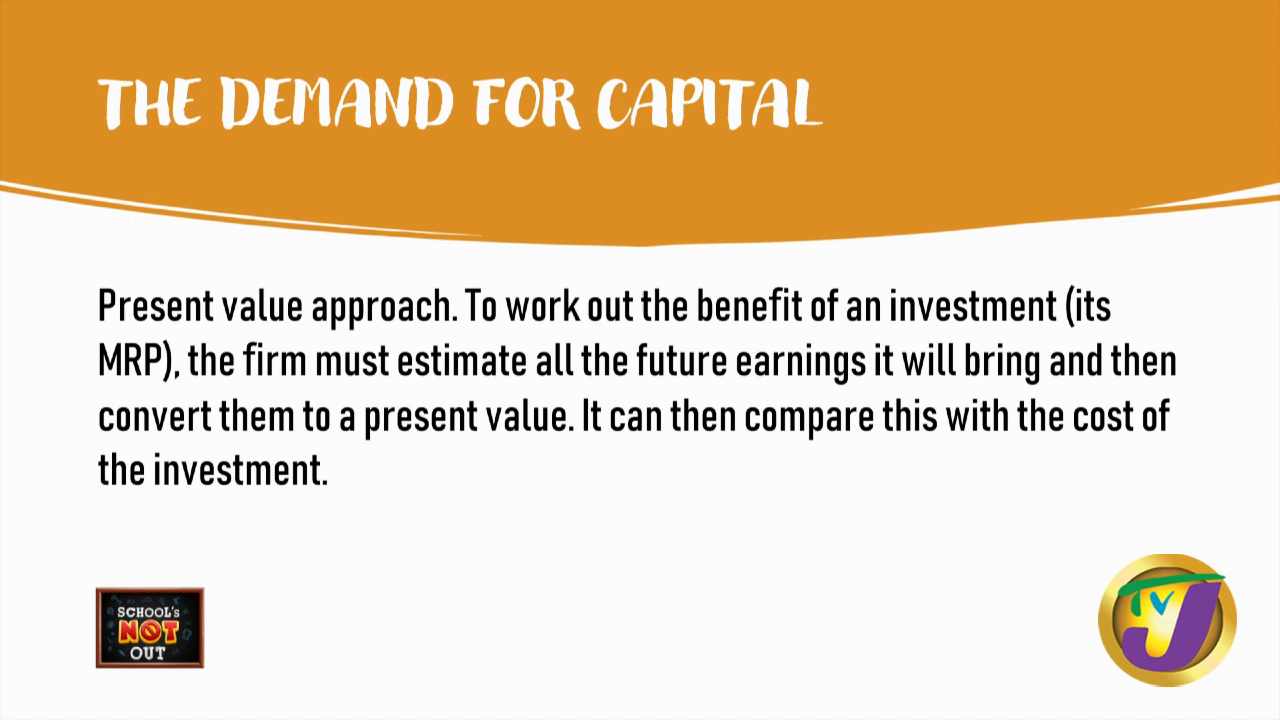 THE DEMAND FOR CAPITAL
Present value approach. To work out the benefit of an investment (its
MRP), the firm must estimate all the future earnings it will bring and then
convert them to a present value. It can then compare this with the cost of
the investment.
SCHOOL'S
NOT
OUT
TVJ